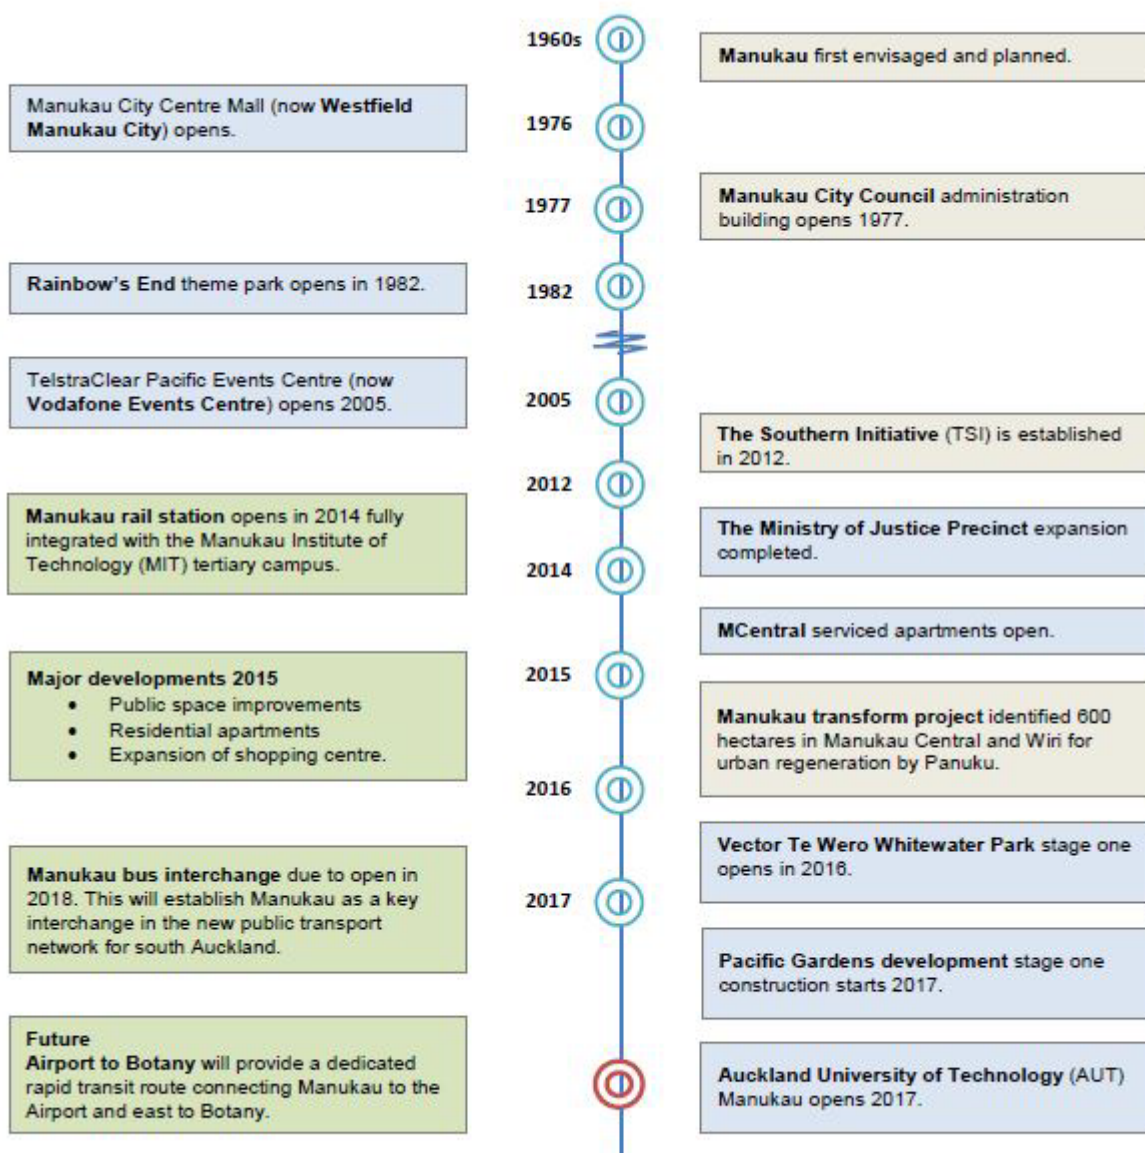 1960s
Manukau first envisaged and planned.
Manukau City Centre Mall (now Westfield
Manukau City) opens.
1976
1977
Manukau City Council administration
building opens 1977.
Rainbow's End theme park opens in 1982.
1982
TelstraClear Pacific Events Centre (now
Vodafone Events Centre) opens 2005.
2005
The Southern Initiative (TSI) is established
in 2012.
2012
Manukau rail station opens in 2014 fully
integrated with the Manukau Institute of
Technology (MIT) tertiary campus.
The Ministry of Justice Precinct expansion
completed.
2014
MCentral serviced apartments open.
2015
Major developments 2015
• Public space improvements
• Residential apartments
• Expansion of shopping centre.
Manukau transform project identified 600
hectares in Manukau Central and Wiri for
urban regeneration by Panuku.
2016
Vector Te Wero Whitewater Park stage one
opens in 2016.
Manukau bus interchange due to open in
2018. This will establish Manukau as a key
interchange in the new public transport
network for south Auckland.
2017
Pacific Gardens development stage one
construction starts 2017.
Future
Airport to Botany will provide a dedicated
rapid transit route connecting Manukau to the
Airport and east to Botany.
Auckland University of Technology (AUT)
Manukau opens 2017.